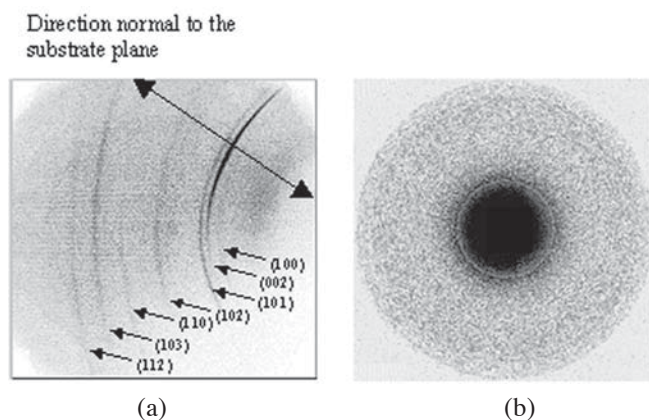 Direction normal to the
substrate plane
(100)
(002)
(101)
(102)
(110)
(103)
(112)
(a)
(b)